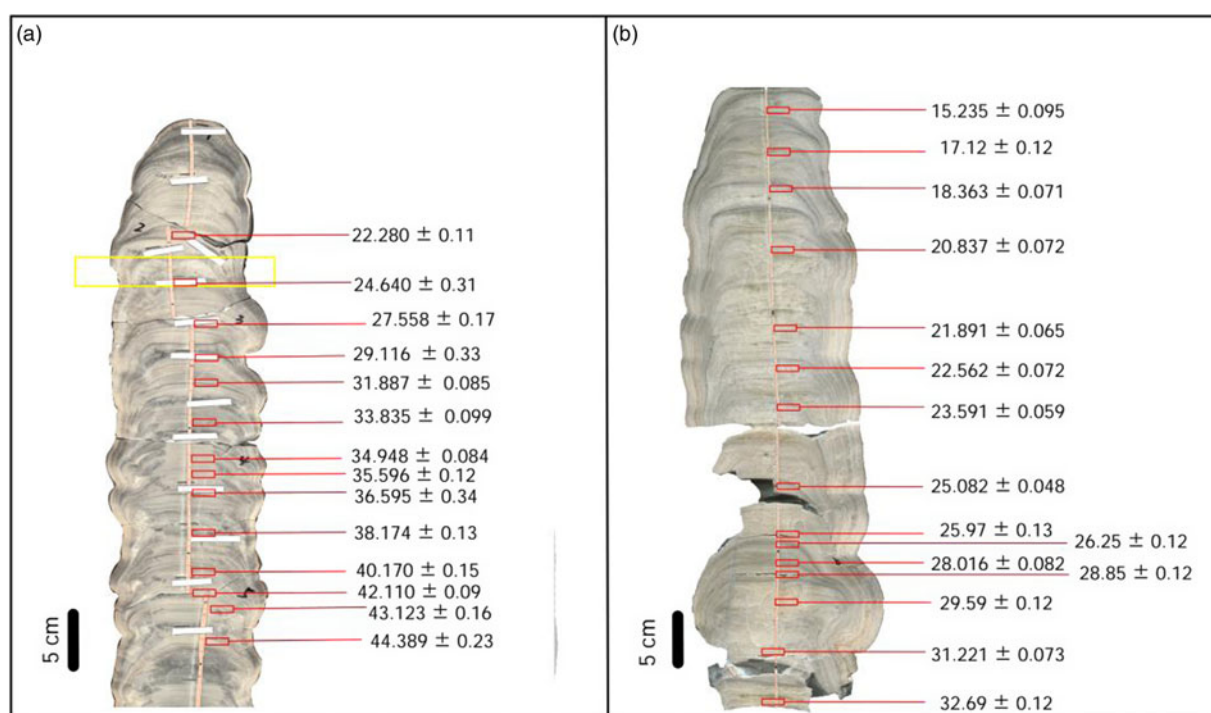 (a)
22.280 ± 0.11
24.640 ± 0.31
27.558 ± 0.17
29.116 ± 0.33
31.887 ± 0.085
33.835 ± 0.099
34.948 ± 0.084
35.596 ± 0.12
36.595 ± 0.34
38.174 ± 0.13
40.170 ± 0.15
42.110 ± 0.09
43.123 ± 0.16
44.389 ± 0.23
5 cm
1
2
3
(b)
15.235 ± 0.095
17.12 ± 0.12
18.363 ± 0.071
20.837 ± 0.072
21.891 ± 0.065
22.562 ± 0.072
23.591 ± 0.059
25.082 ± 0.048
25.97 ± 0.13
26.25 ± 0.12
28.016 ± 0.082
28.85 ± 0.12
29.59 ± 0.12
31.221 ± 0.073
32.69 ± 0.12
5 cm